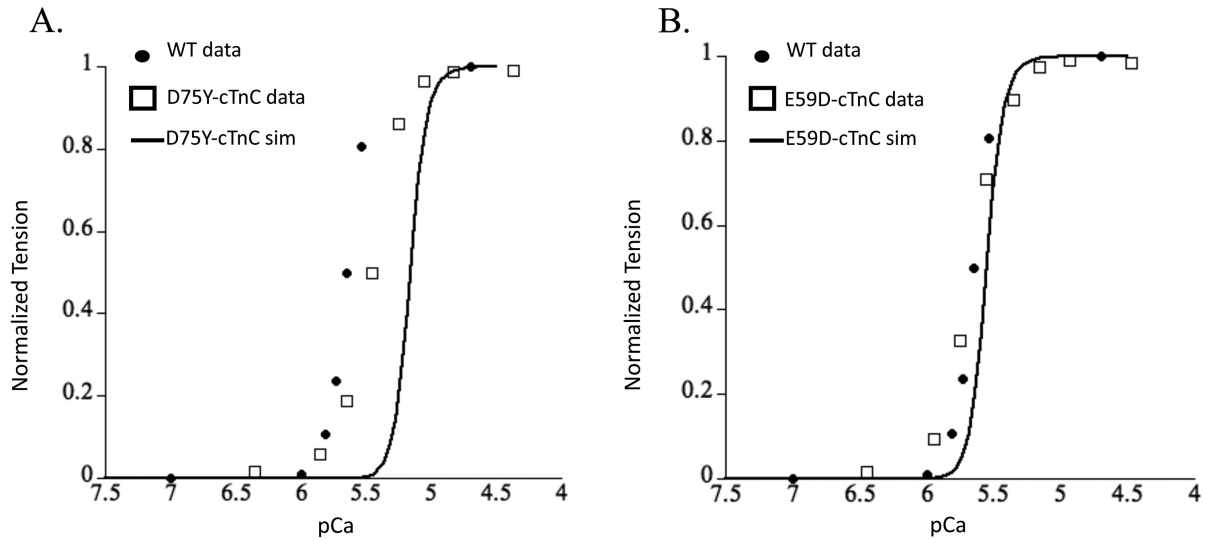 A.
WT data
D75Y-cTnC data
D75Y-cTnC sim
Normalized Tension
1
0.8
0.6
0.4
0.2
0
7.5 7 6.5 6 5.5 5 4.5 4
pCa
B.
WT data
E59D-cTnC data
E59D-cTnC sim
Normalized Tension
1
0.8
0.6
0.4
0.2
0
7.5 7 6.5 6 5.5 5 4.5 4
pCa